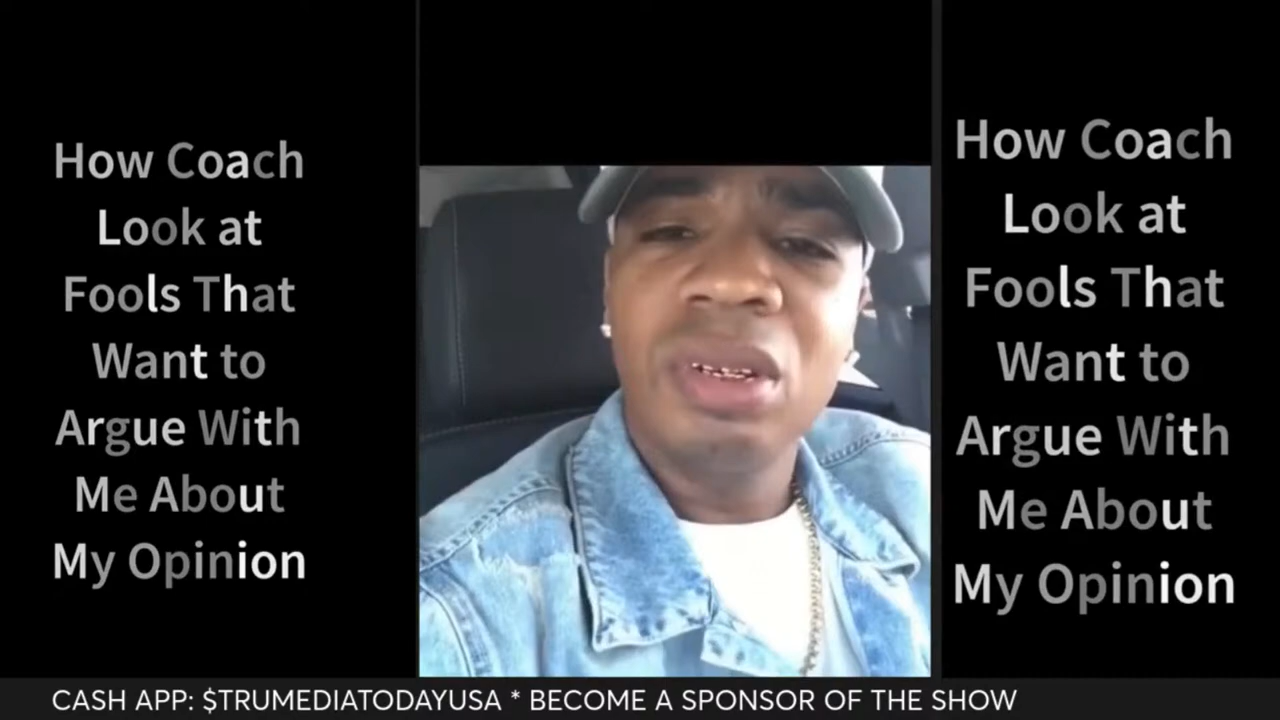 How Coach
Look at
Fools That
Want to
Argue With
Me About
My Opinion
How Coach
Look at
Fools That
Want to
Argue With
Me About
My Opinion
CASH APP: $TRUMEDIATODAYUSA * BECOME A SPONSOR OF THE SHOW